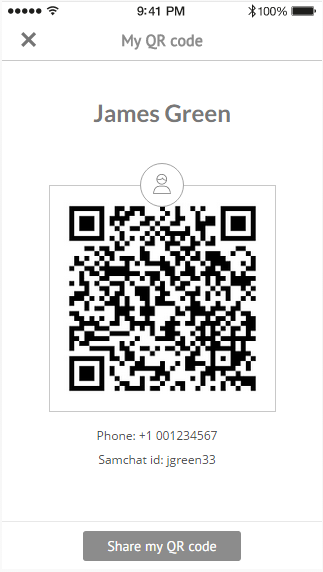 9:41 PM
100%
My QR code
James Green
Phone: +1 001234567
Samchat id: jgreen33
Share my QR code